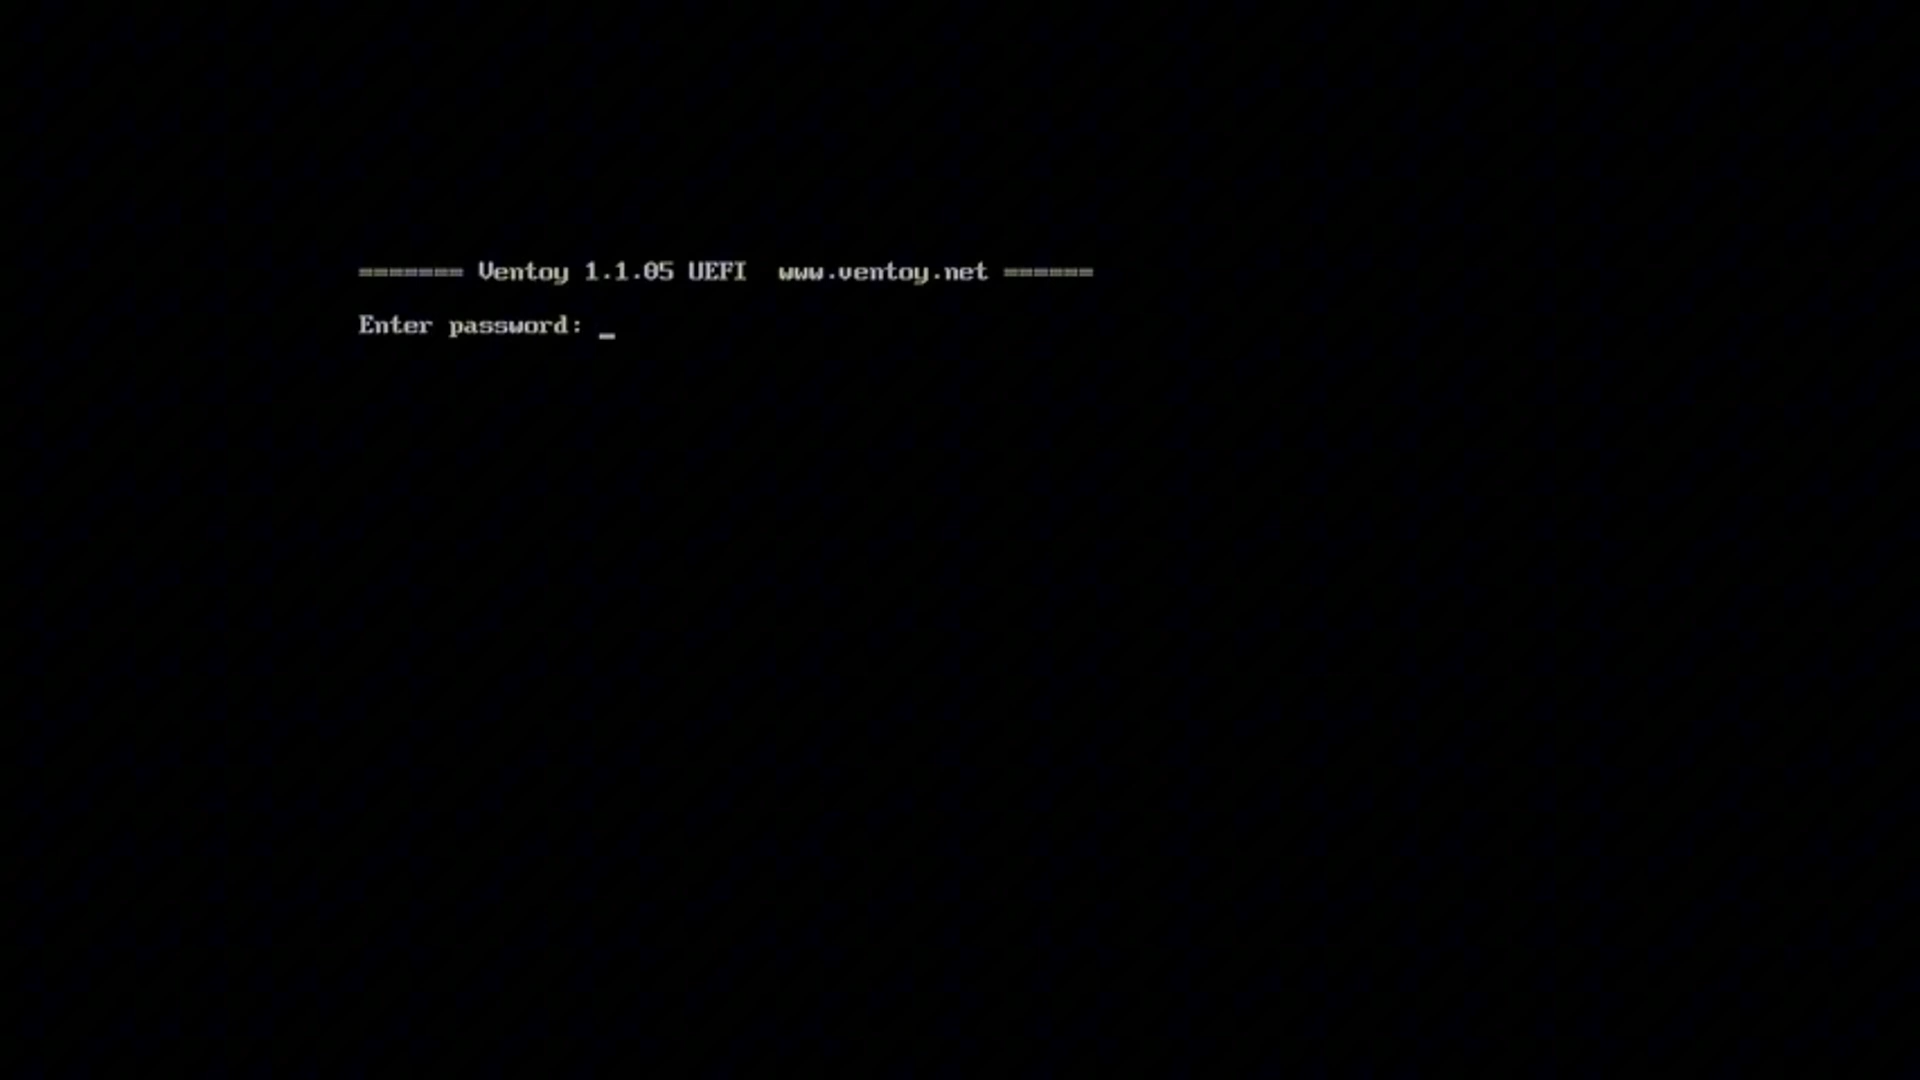 ======= Ventoy 1.1.05 UEFI  www.ventoy.net ======
Enter password: _